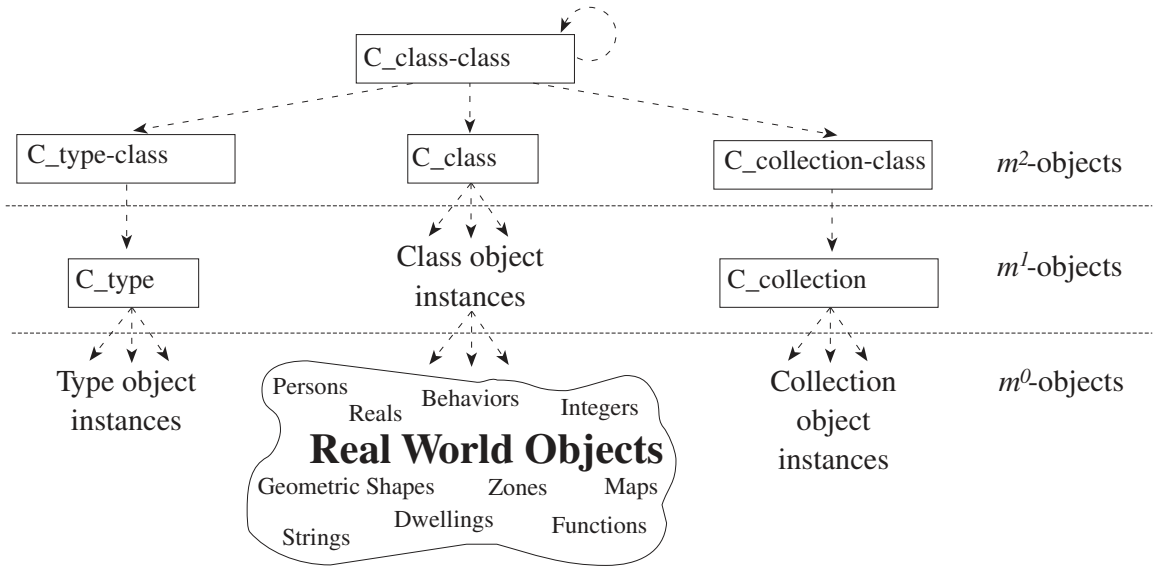 C_class-class
C_type-class
C_class
C_collection-class
m²-objects
C_type
Class object
instances
C_collection
m¹-objects
Type object
instances
Collection
object
instances
m⁰-objects
Persons
Reals
Behaviors
Integers
Real World Objects
Geometric Shapes
Zones
Maps
Strings
Dwellings
Functions